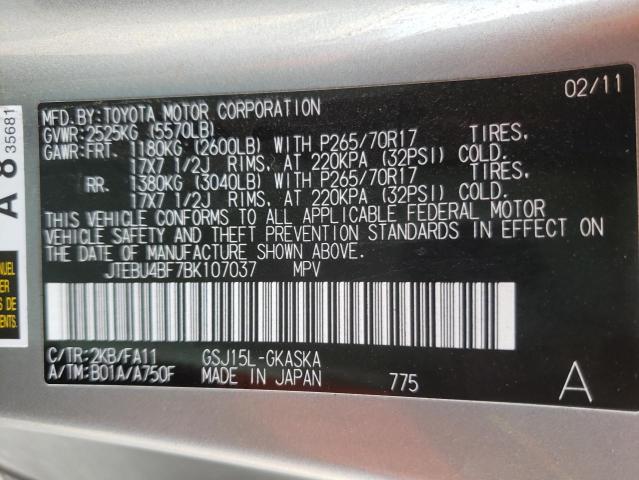 MFD.BY:TOYOTA MOTOR CORPORATION 02/11
GVWR:2525KG (5570LB)
GAWR:FRT. 1180KG (2600LB) WITH P265/70R17 TIRES,
17X7 1/2J RIMS, AT 220KPA (32PSI) COLD.
RR. 1380KG (3040LB) WITH P265/70R17 TIRES,
17X7 1/2J RIMS, AT 220KPA (32PSI) COLD.
THIS VEHICLE CONFORMS TO ALL APPLICABLE FEDERAL MOTOR
VEHICLE SAFETY AND THEFT PREVENTION STANDARDS IN EFFECT ON
THE DATE OF MANUFACTURE SHOWN ABOVE.
JTEBU4BF7BK107037 MPV
C/TR:2KB/FA11 GSJ15L-GKASKA
A/TM:B01A/A750F MADE IN JAPAN 775 A
A 8 35681